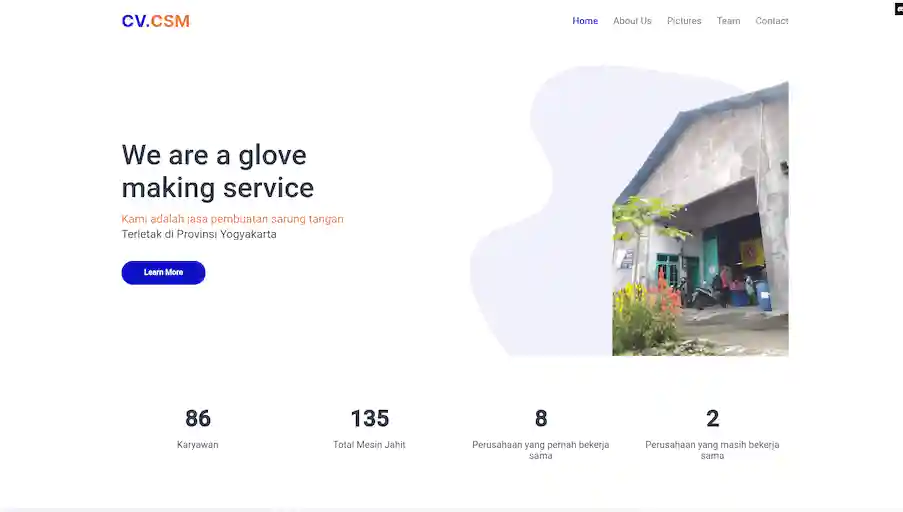 CV.CSM
Home About Us Pictures Team Contact
We are a glove
making service
Kami adalah jasa pembuatan sarung tangan
Terletak di Provinsi Yogyakarta
Learn More
86
Karyawan
135
Total Mesin Jahit
8
Perusahaan yang pernah bekerja
sama
2
Perusahaan yang masih bekerja
sama